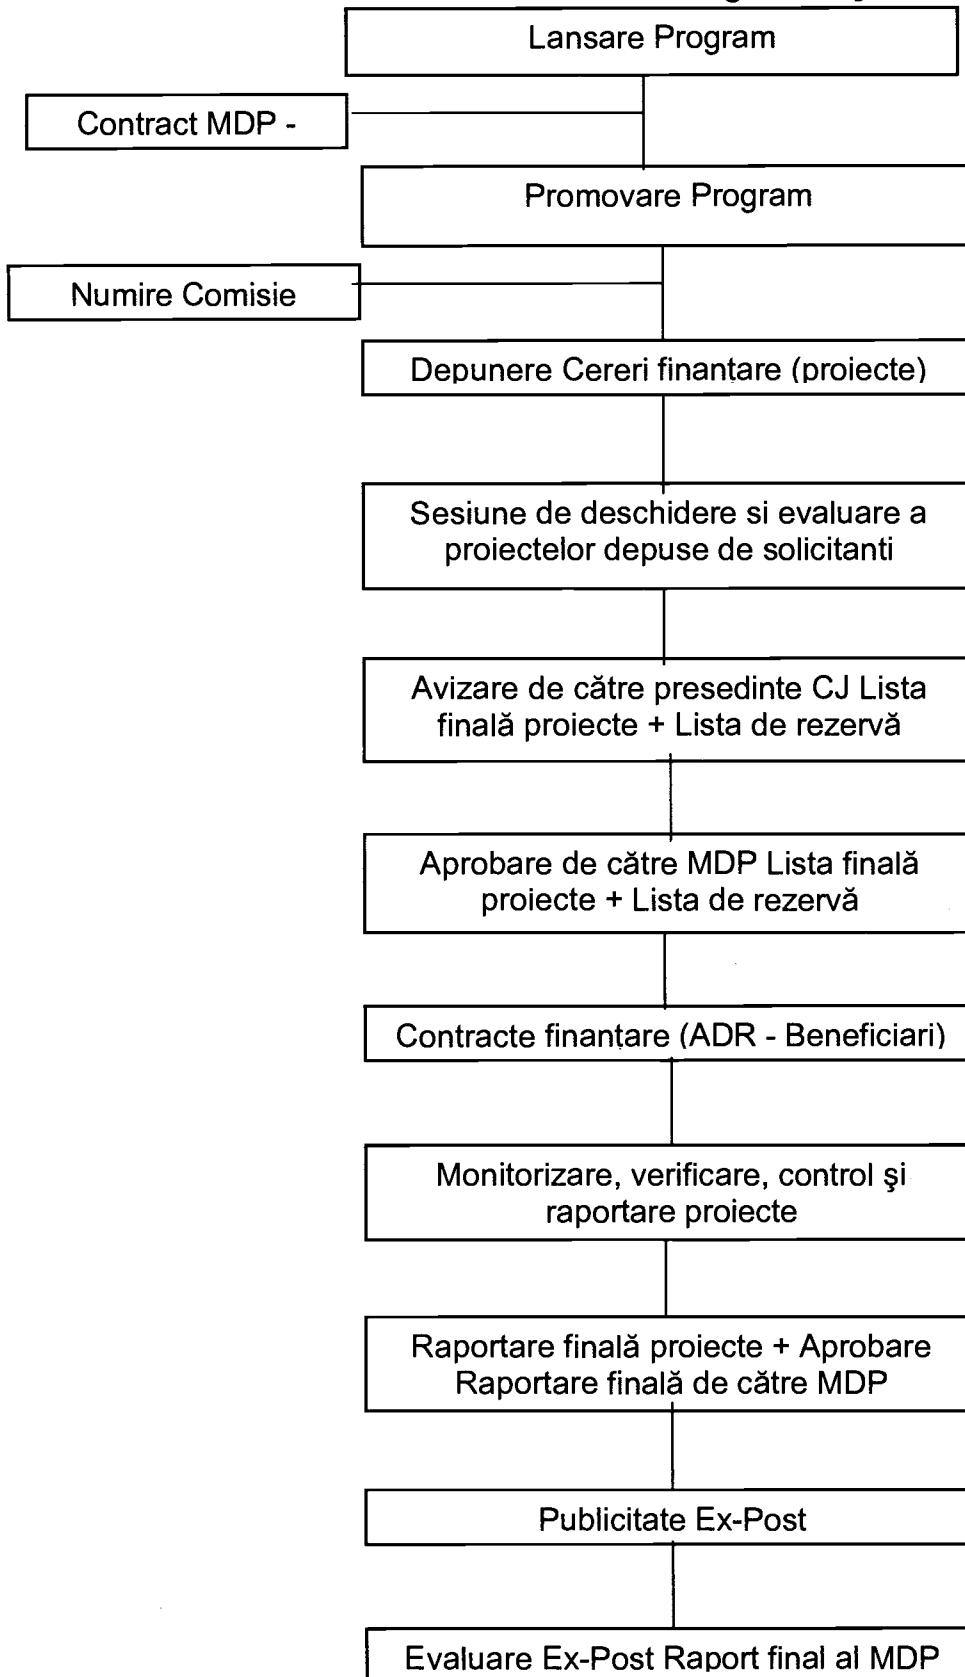 Lansare Program
Contract MDP -
Promovare Program
Numire Comisie
Depunere Cereri finanțare (proiecte)
Sesiune de deschidere si evaluare a
proiectelor depuse de solicitanti
Avizare de către presedinte CJ Lista
finală proiecte + Lista de rezervă
Aprobare de către MDP Lista finală
proiecte + Lista de rezervă
Contracte finanțare (ADR - Beneficiari)
Monitorizare, verificare, control şi
raportare proiecte
Raportare finală proiecte + Aprobare
Raportare finală de către MDP
Publicitate Ex-Post
Evaluare Ex-Post Raport final al MDP